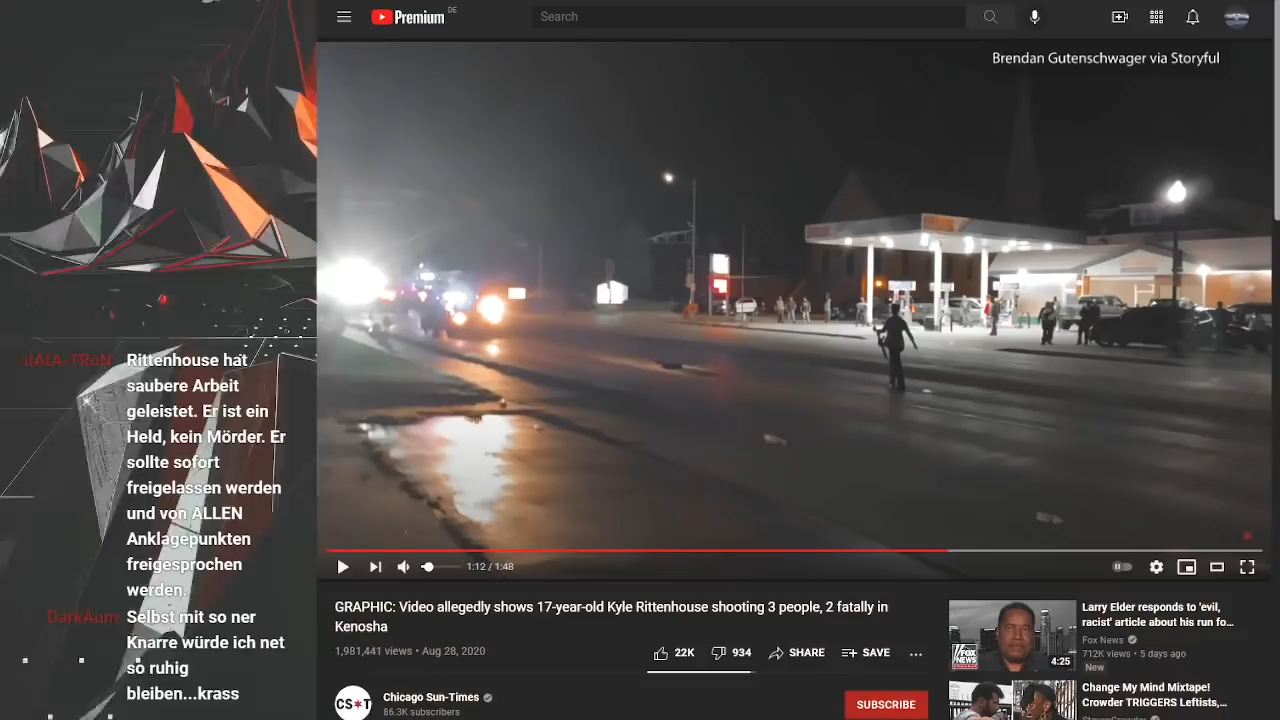 Premium DE
Search
Brendan Gutenschwager via Storyful
Rittenhouse hat
saubere Arbeit
geleistet. Er ist ein
Held, kein Mörder. Er
sollte sofort
freigelassen werden
und von ALLEN
Anklagepunkten
freigesprochen
werden.
DarkAum
Selbst mit so ner
Knarre würde ich net
so ruhig
bleiben...krass
1:12 / 1:48
GRAPHIC: Video allegedly shows 17-year-old Kyle Rittenhouse shooting 3 people, 2 fatally in
Kenosha
1,981,441 views • Aug 28, 2020
22K
934
SHARE
SAVE
CS*T
Chicago Sun-Times
86.3K subscribers
SUBSCRIBE
FOX
NEWS
4:25
Larry Elder responds to 'evil,
racist' article about his run fo...
Fox News
712K views • 5 days ago
New
Change My Mind Mixtape!
Crowder TRIGGERS Leftists,...
StevenCrowder